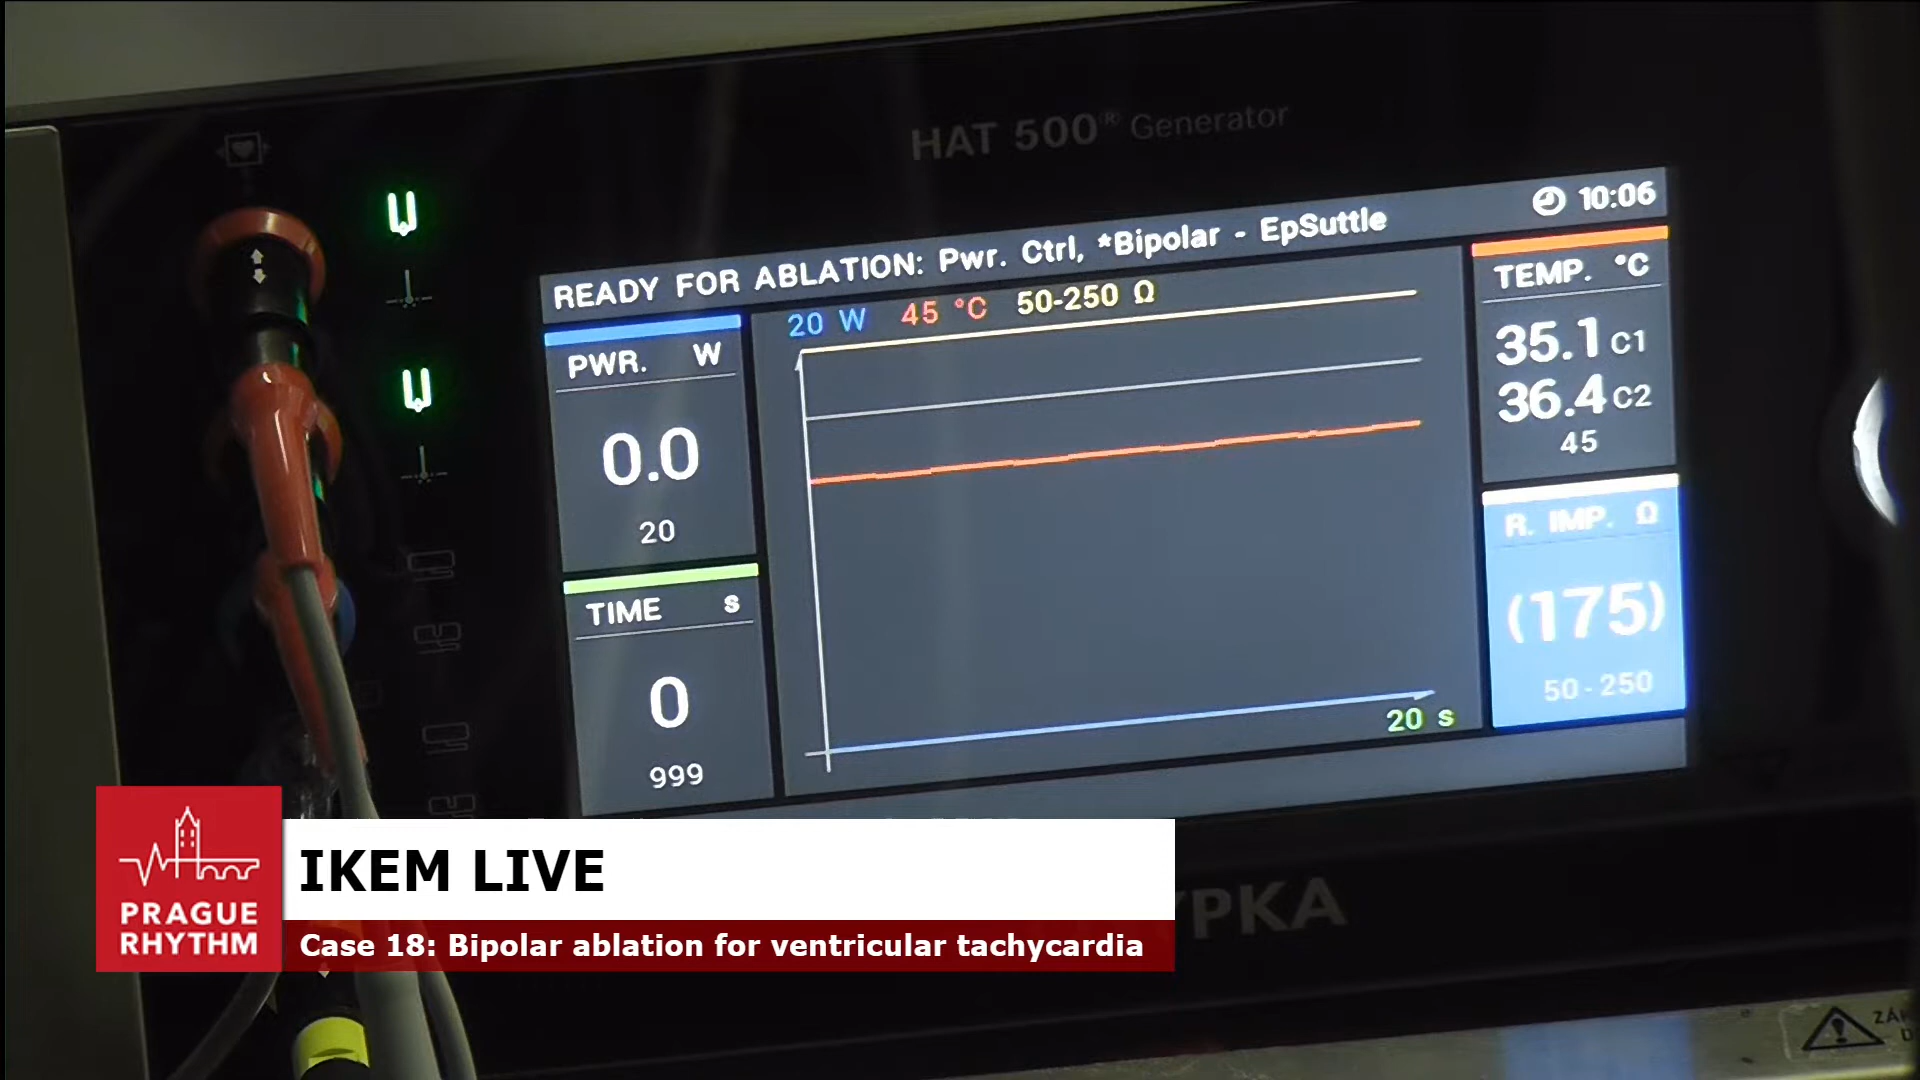 HAT 500® Generator
10:06
READY FOR ABLATION: Pwr. Ctrl, *Bipolar - EpSuttle
20 W 45 °C 50-250 Ω
PWR. W
0.0
20
TIME s
0
999
20 s
TEMP. °C
35.1 C1
36.4 C2
45
R. IMP. Ω
(175)
50-250
YPKA
PRAGUE
RHYTHM
IKEM LIVE
Case 18: Bipolar ablation for ventricular tachycardia